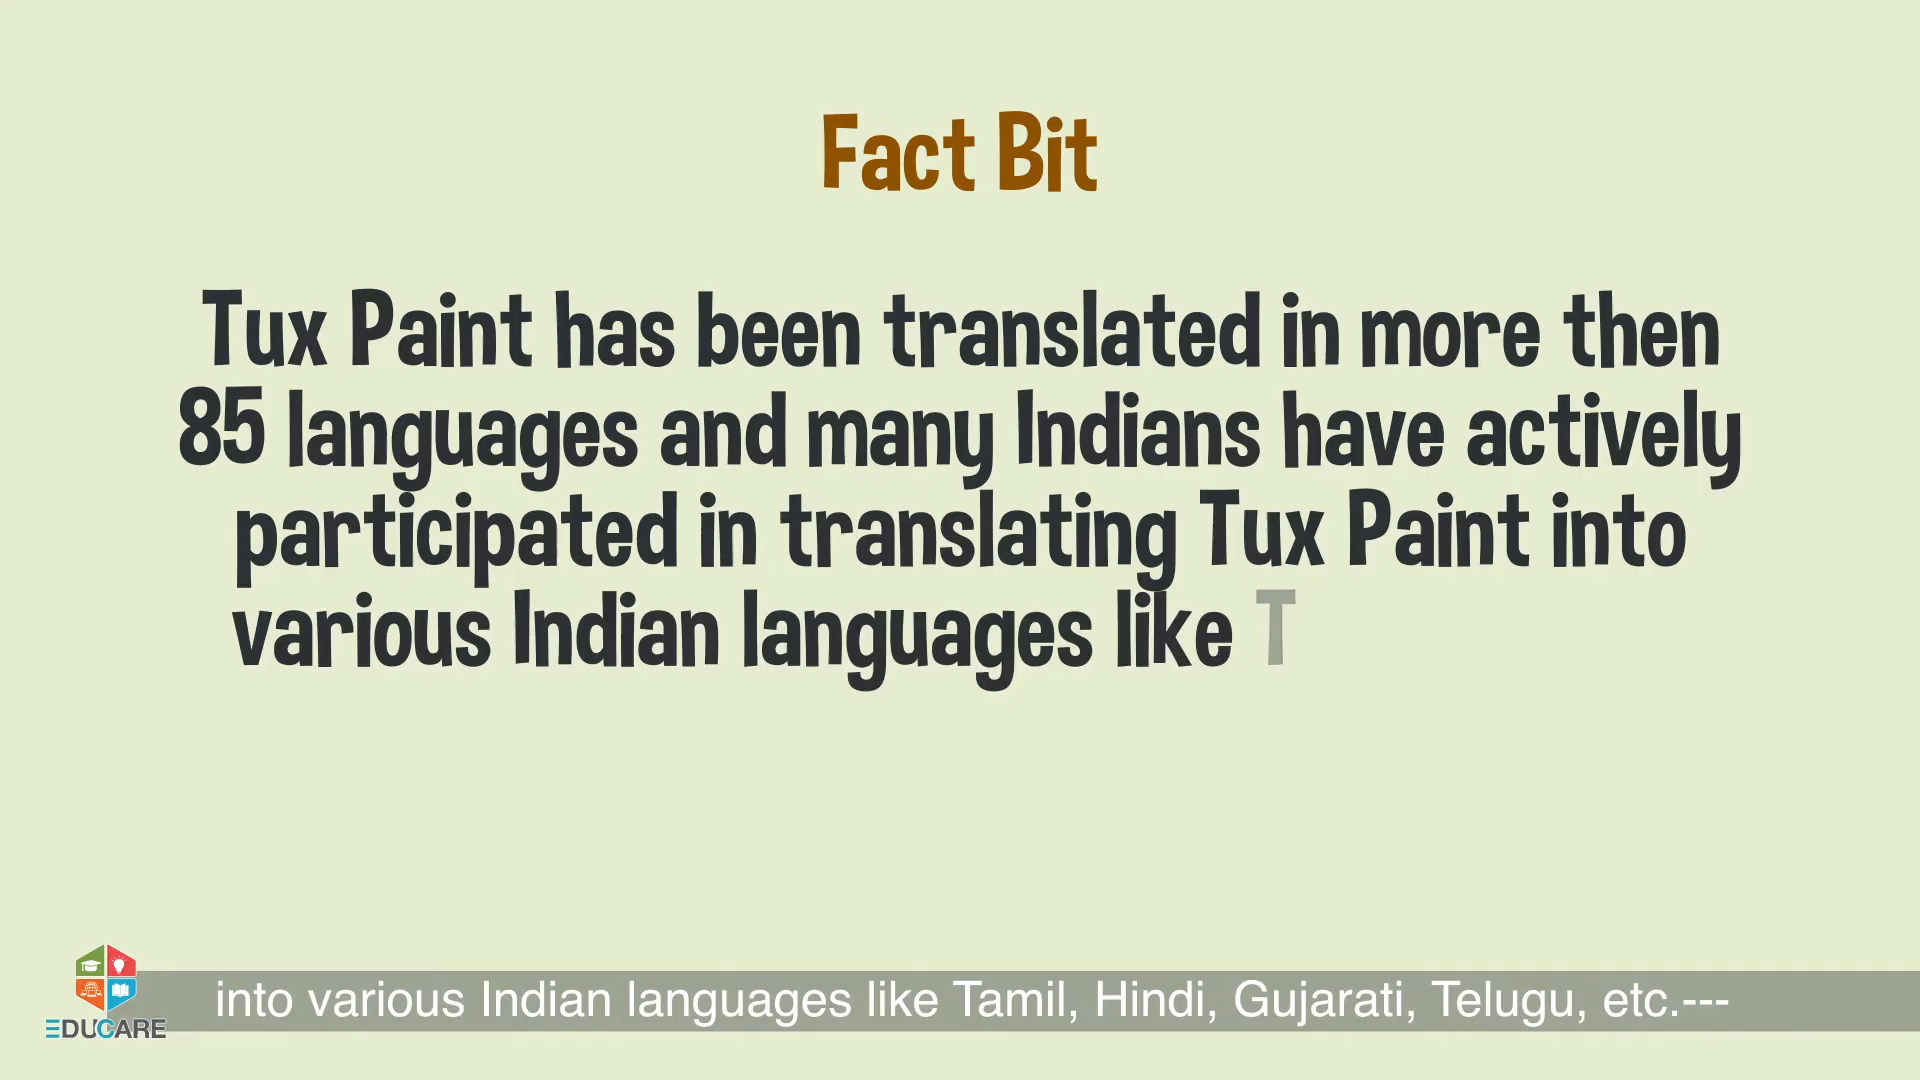 Fact Bit
Tux Paint has been translated in more then
85 languages and many Indians have actively
participated in translating Tux Paint into
various Indian languages like T
into various Indian languages like Tamil, Hindi, Gujarati, Telugu, etc.---
EDUCARE